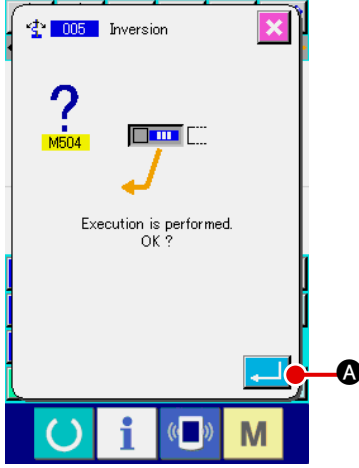 005 Inversion
?
M504
Execution is performed.
OK ?
A
i
M